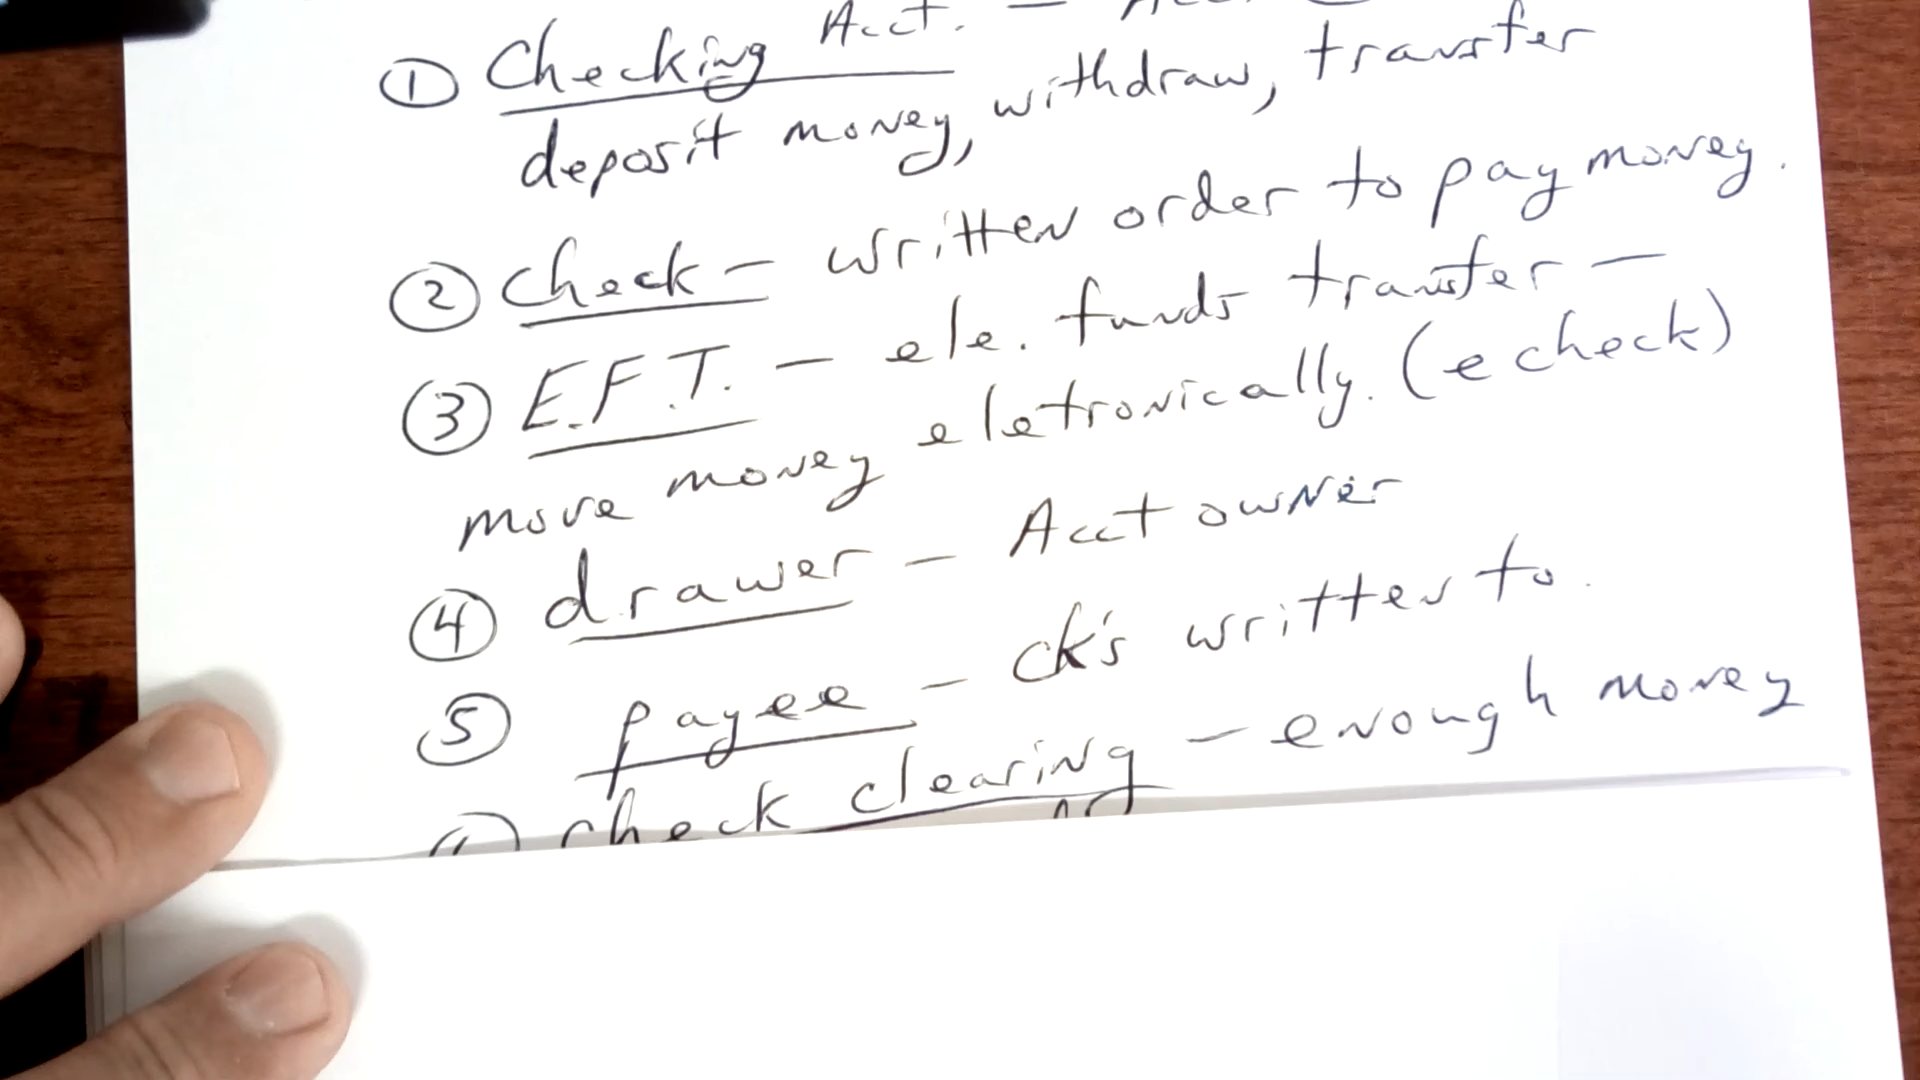 ① Checking Acct. —
deposit money, withdraw, transfer
② Check — written order to pay money.
③ E.F.T. — ele. funds transfer —
move money eletronically. (e check)
④ drawer — Acct owner
⑤ payee — ck's written to.
check clearing — enough money